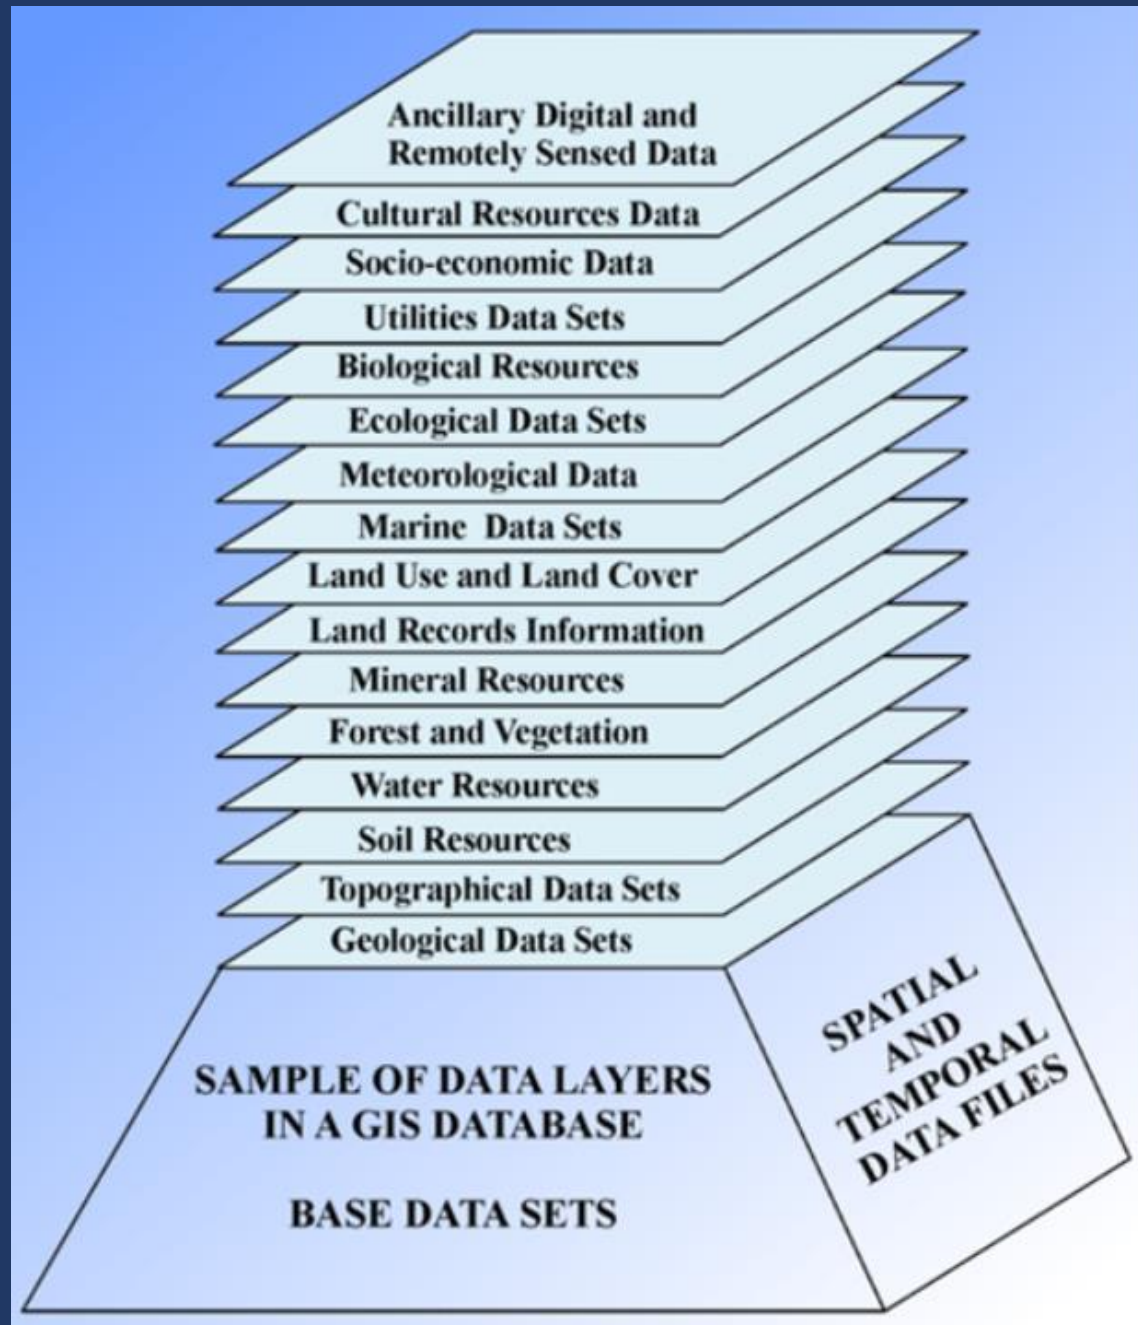 Ancillary Digital and
Remotely Sensed Data
Cultural Resources Data
Socio-economic Data
Utilities Data Sets
Biological Resources
Ecological Data Sets
Meteorological Data
Marine Data Sets
Land Use and Land Cover
Land Records Information
Mineral Resources
Forest and Vegetation
Water Resources
Soil Resources
Topographical Data Sets
Geological Data Sets
SAMPLE OF DATA LAYERS
IN A GIS DATABASE
BASE DATA SETS
SPATIAL
AND
TEMPORAL
DATA FILES